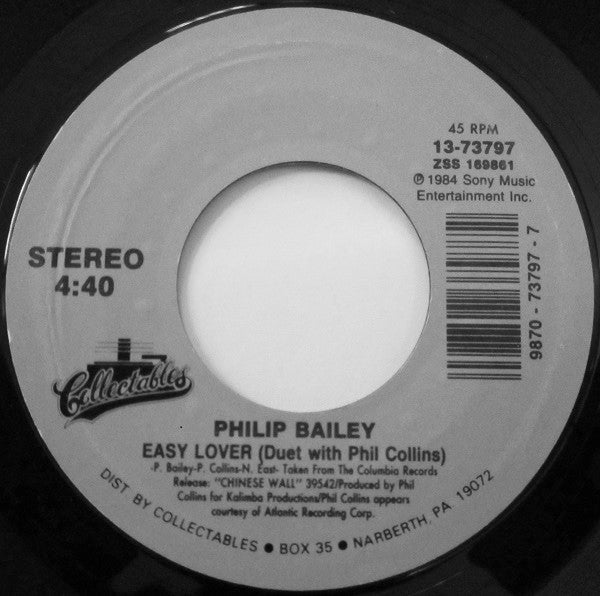 45 RPM
13-73797
ZSS 169861
℗ 1984 Sony Music
Entertainment Inc.
STEREO
4:40
9870 - 73797 - 7
Collectables
PHILIP BAILEY
EASY LOVER (Duet with Phil Collins)
-P. Bailey-P. Collins-N. East- Taken From The Columbia Records
Release: "CHINESE WALL" 39542/Produced by Phil
Collins for Kalimba Productions/Phil Collins appears
courtesy of Atlantic Recording Corp.
DIST BY COLLECTABLES ● BOX 35 ● NARBERTH, PA 19072